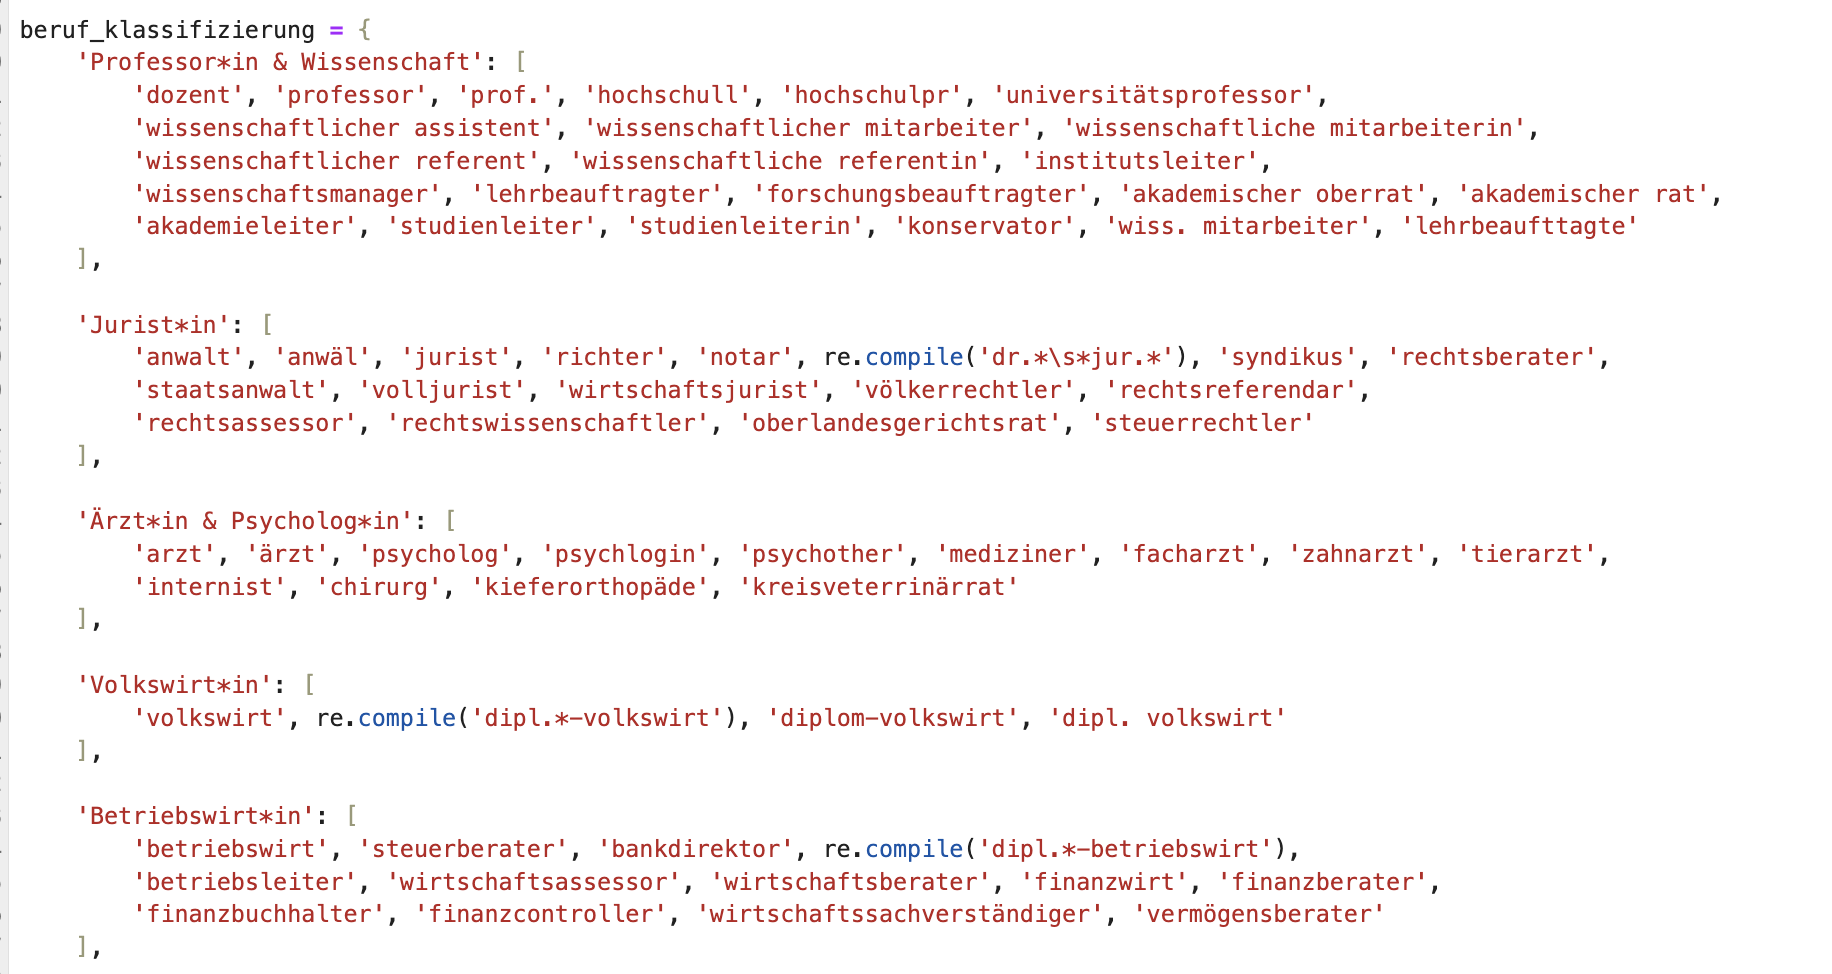 beruf_klassifizierung = {
    'Professor*in & Wissenschaft': [
        'dozent', 'professor', 'prof.', 'hochschull', 'hochschulpr', 'universitätsprofessor',
        'wissenschaftlicher assistent', 'wissenschaftlicher mitarbeiter', 'wissenschaftliche mitarbeiterin',
        'wissenschaftlicher referent', 'wissenschaftliche referentin', 'institutsleiter',
        'wissenschaftsmanager', 'lehrbeauftragter', 'forschungsbeauftragter', 'akademischer oberrat', 'akademischer rat',
        'akademieleiter', 'studienleiter', 'studienleiterin', 'konservator', 'wiss. mitarbeiter', 'lehrbeaufttagte'
    ],
    'Jurist*in': [
        'anwalt', 'anwäl', 'jurist', 'richter', 'notar', re.compile('dr.*\s*jur.*'), 'syndikus', 'rechtsberater',
        'staatsanwalt', 'volljurist', 'wirtschaftsjurist', 'völkerrechtler', 'rechtsreferendar',
        'rechtsassessor', 'rechtswissenschaftler', 'oberlandesgerichtsrat', 'steuerrechtler'
    ],
    'Ärzt*in & Psycholog*in': [
        'arzt', 'ärzt', 'psycholog', 'psychlogin', 'psychother', 'mediziner', 'facharzt', 'zahnarzt', 'tierarzt',
        'internist', 'chirurg', 'kieferorthopäde', 'kreisveterrinärrat'
    ],
    'Volkswirt*in': [
        'volkswirt', re.compile('dipl.*-volkswirt'), 'diplom-volkswirt', 'dipl. volkswirt'
    ],
    'Betriebswirt*in': [
        'betriebswirt', 'steuerberater', 'bankdirektor', re.compile('dipl.*-betriebswirt'),
        'betriebsleiter', 'wirtschaftsassessor', 'wirtschaftsberater', 'finanzwirt', 'finanzberater',
        'finanzbuchhalter', 'finanzcontroller', 'wirtschaftssachverständiger', 'vermögensberater'
    ],